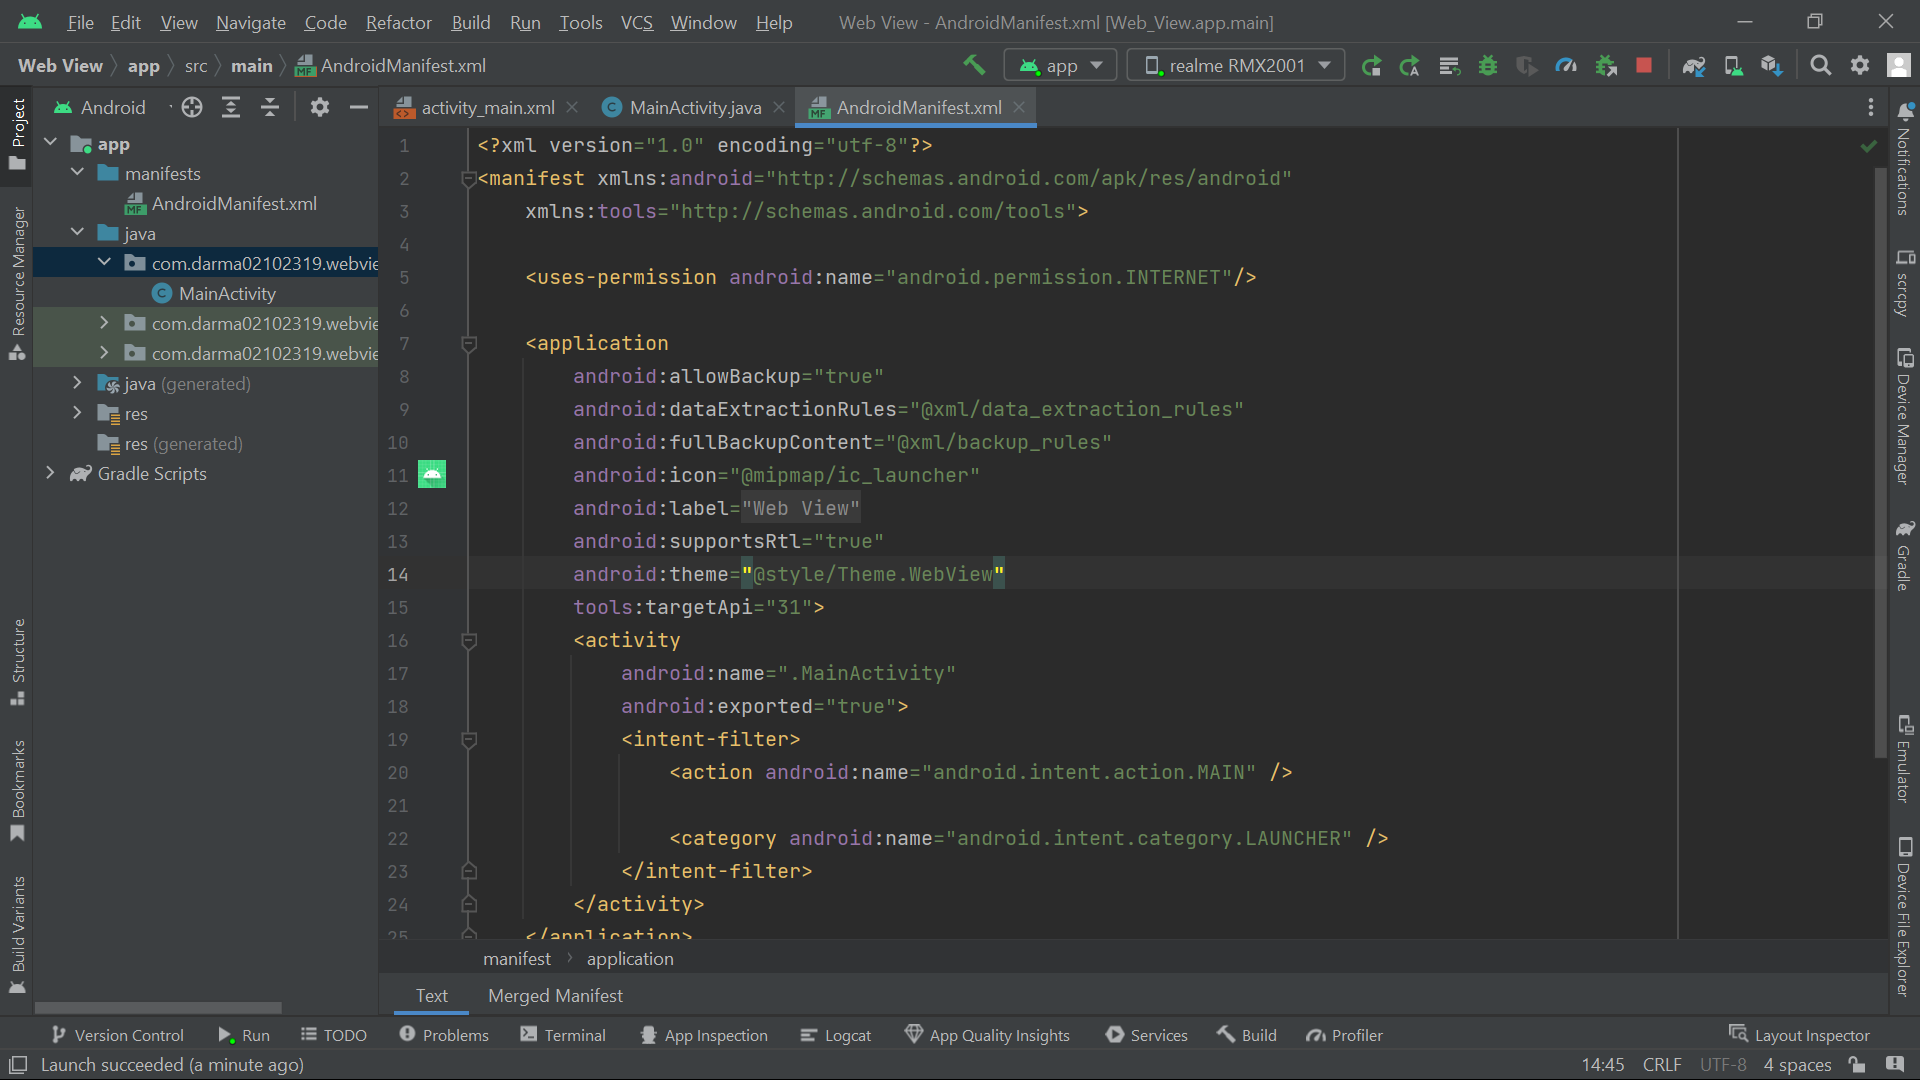 File Edit View Navigate Code Refactor Build Run Tools VCS Window Help Web View - AndroidManifest.xml [Web_View.app.main]
Web View app src main AndroidManifest.xml app realme RMX2001
Android activity_main.xml MainActivity.java AndroidManifest.xml
Project
Resource Manager
Structure
Bookmarks
Build Variants
app
manifests
AndroidManifest.xml
java
com.darma02102319.webvie
MainActivity
com.darma02102319.webvie
com.darma02102319.webvie
java (generated)
res
res (generated)
Gradle Scripts
1 <?xml version="1.0" encoding="utf-8"?>
2 <manifest xmlns:android="http://schemas.android.com/apk/res/android"
3 xmlns:tools="http://schemas.android.com/tools">
4
5 <uses-permission android:name="android.permission.INTERNET"/>
6
7 <application
8 android:allowBackup="true"
9 android:dataExtractionRules="@xml/data_extraction_rules"
10 android:fullBackupContent="@xml/backup_rules"
11 android:icon="@mipmap/ic_launcher"
12 android:label="Web View"
13 android:supportsRtl="true"
14 android:theme="@style/Theme.WebView"
15 tools:targetApi="31">
16 <activity
17 android:name=".MainActivity"
18 android:exported="true">
19 <intent-filter>
20 <action android:name="android.intent.action.MAIN" />
21
22 <category android:name="android.intent.category.LAUNCHER" />
23 </intent-filter>
24 </activity>
25 </application>
manifest application
Text Merged Manifest
Notifications
scrcpy
Device Manager
Gradle
Emulator
Device File Explorer
Version Control Run TODO Problems Terminal App Inspection Logcat App Quality Insights Services Build Profiler Layout Inspector
Launch succeeded (a minute ago) 14:45 CRLF UTF-8 4 spaces